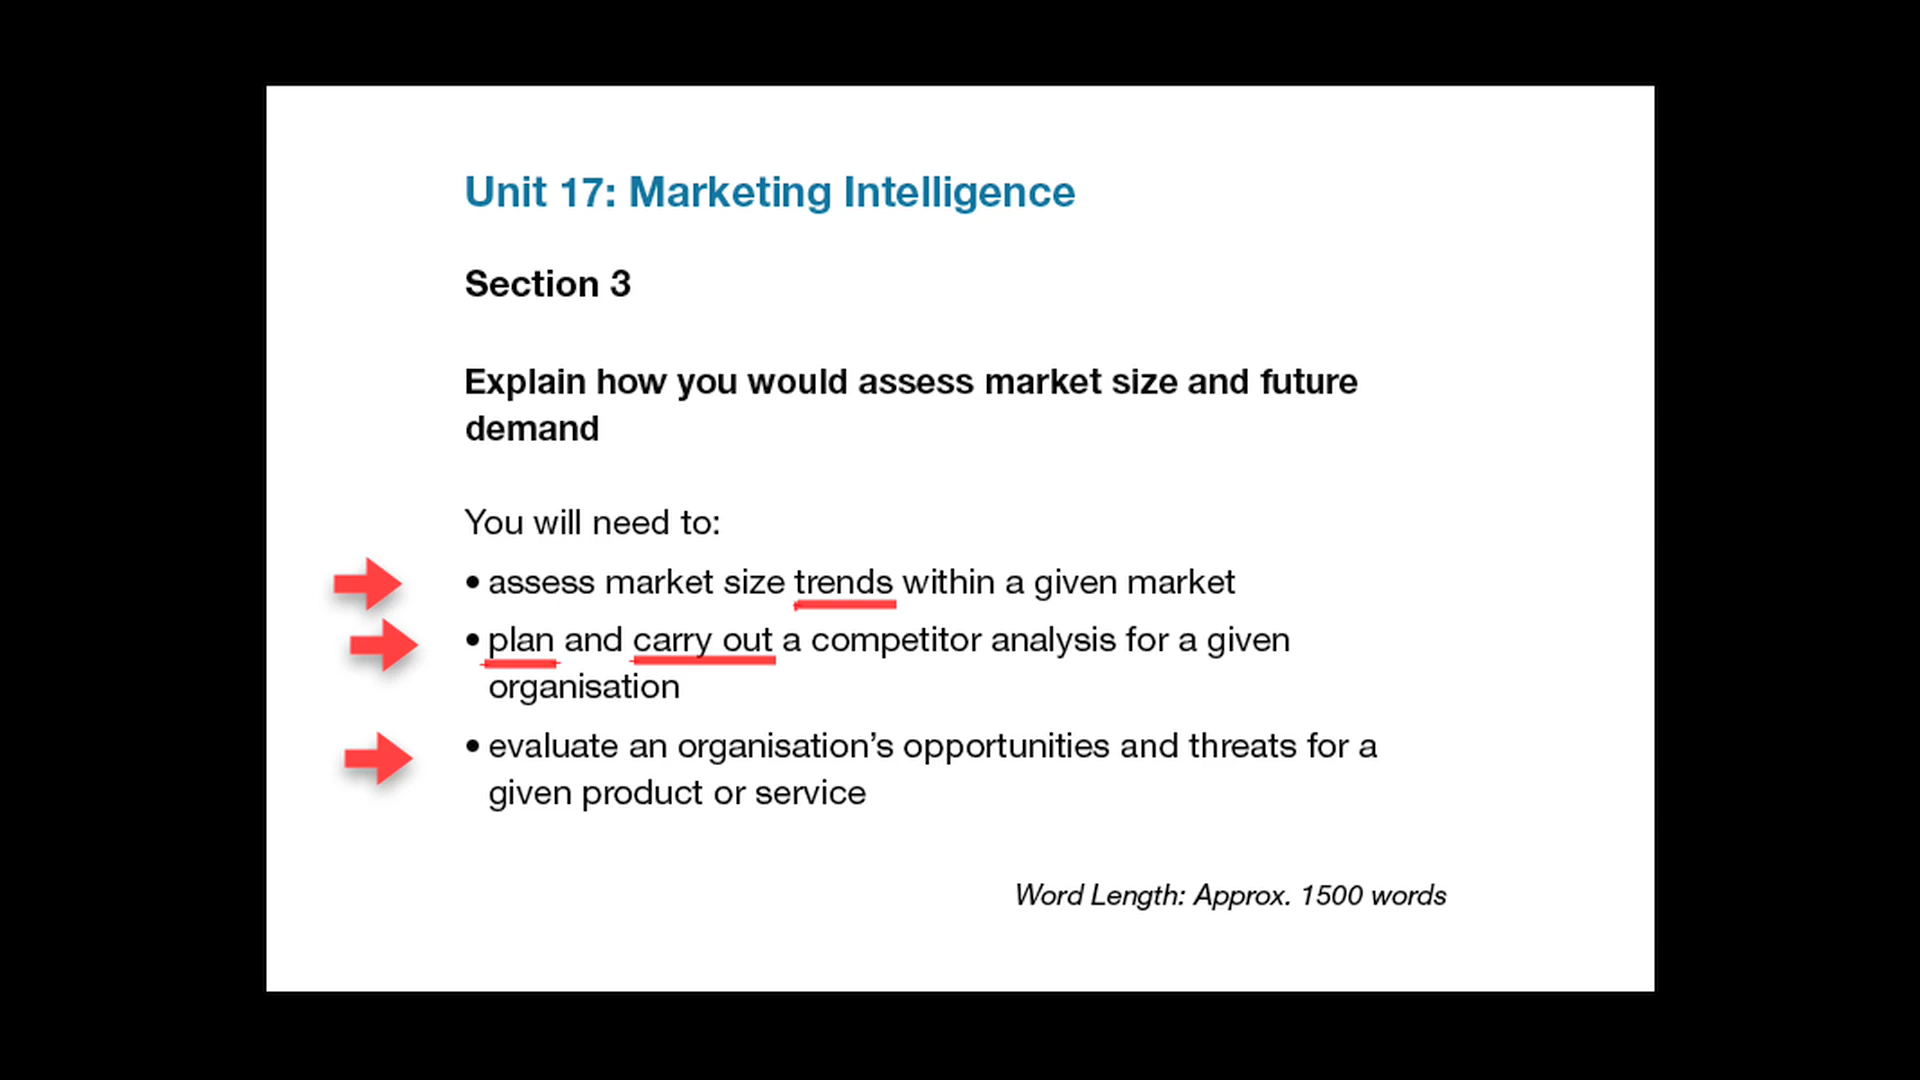 Unit 17: Marketing Intelligence
Section 3
Explain how you would assess market size and future
demand
You will need to:
• assess market size trends within a given market
• plan and carry out a competitor analysis for a given
organisation
• evaluate an organisation’s opportunities and threats for a
given product or service
Word Length: Approx. 1500 words